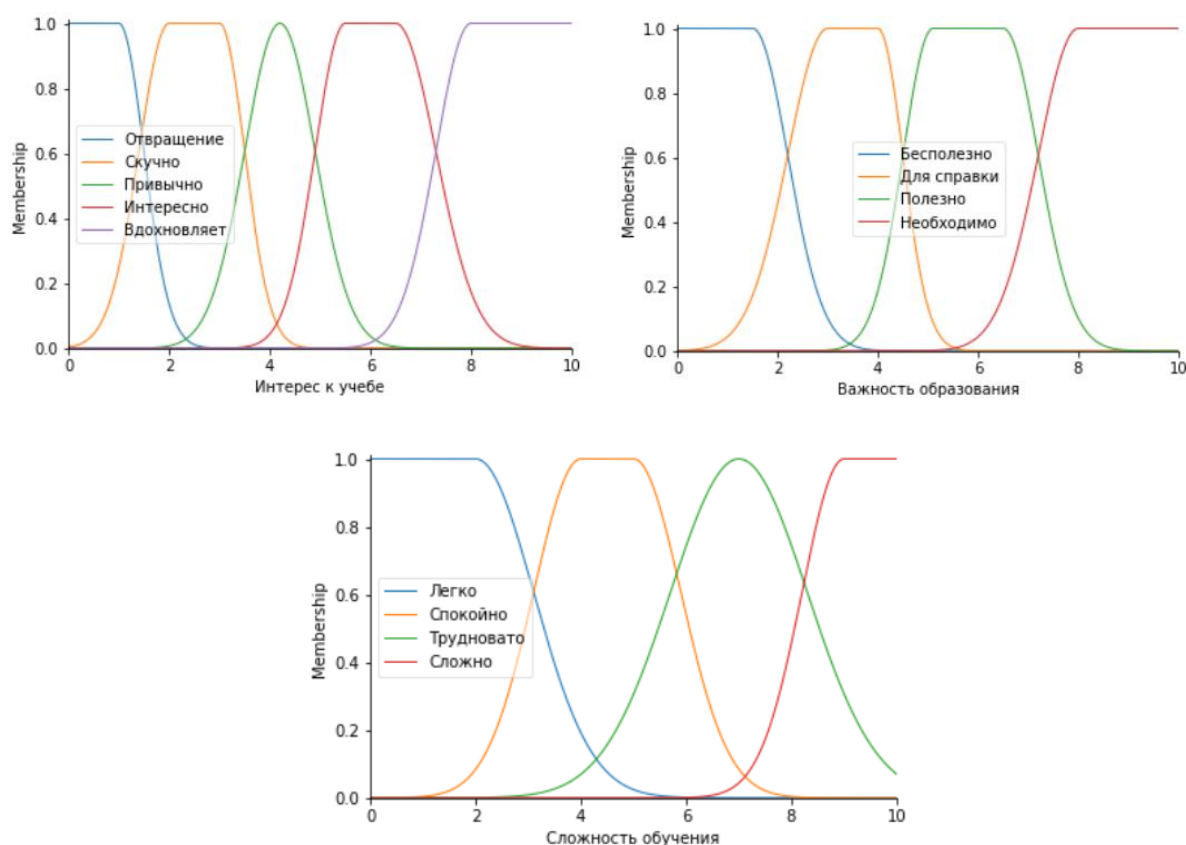 1.0
0.8
0.6
0.4
0.2
0.0
Membership
Отвращение
Скучно
Привычно
Интересно
Вдохновляет
0 2 4 6 8 10
Интерес к учебе
1.0
0.8
0.6
0.4
0.2
0.0
Membership
Бесполезно
Для справки
Полезно
Необходимо
0 2 4 6 8 10
Важность образования
1.0
0.8
0.6
0.4
0.2
0.0
Membership
Легко
Спокойно
Трудновато
Сложно
0 2 4 6 8 10
Сложность обучения